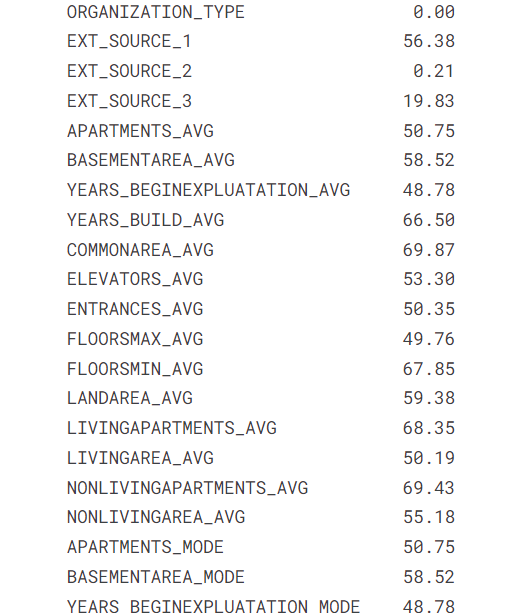 ORGANIZATION_TYPE 0.00
EXT_SOURCE_1 56.38
EXT_SOURCE_2 0.21
EXT_SOURCE_3 19.83
APARTMENTS_AVG 50.75
BASEMENTAREA_AVG 58.52
YEARS_BEGINEXPLUATATION_AVG 48.78
YEARS_BUILD_AVG 66.50
COMMONAREA_AVG 69.87
ELEVATORS_AVG 53.30
ENTRANCES_AVG 50.35
FLOORSMAX_AVG 49.76
FLOORSMIN_AVG 67.85
LANDAREA_AVG 59.38
LIVINGAPARTMENTS_AVG 68.35
LIVINGAREA_AVG 50.19
NONLIVINGAPARTMENTS_AVG 69.43
NONLIVINGAREA_AVG 55.18
APARTMENTS_MODE 50.75
BASEMENTAREA_MODE 58.52
YEARS_BEGINEXPLUATATION_MODE 48.78